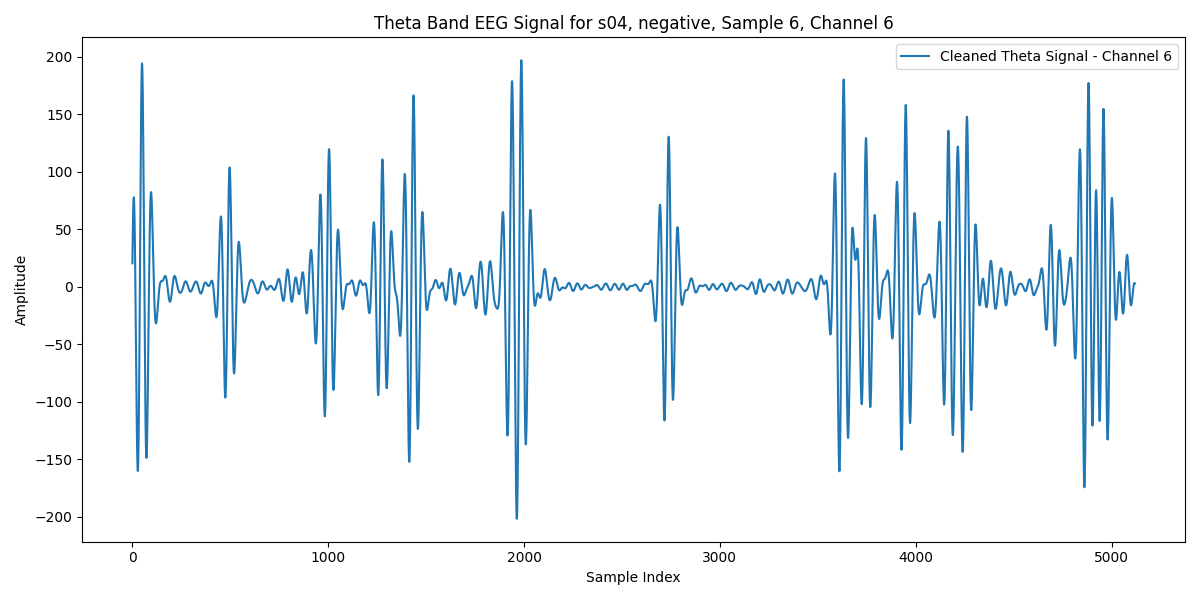 Theta Band EEG Signal for s04, negative, Sample 6, Channel 6
Cleaned Theta Signal - Channel 6
Amplitude
200
150
100
50
0
−50
−100
−150
−200
0 1000 2000 3000 4000 5000
Sample Index